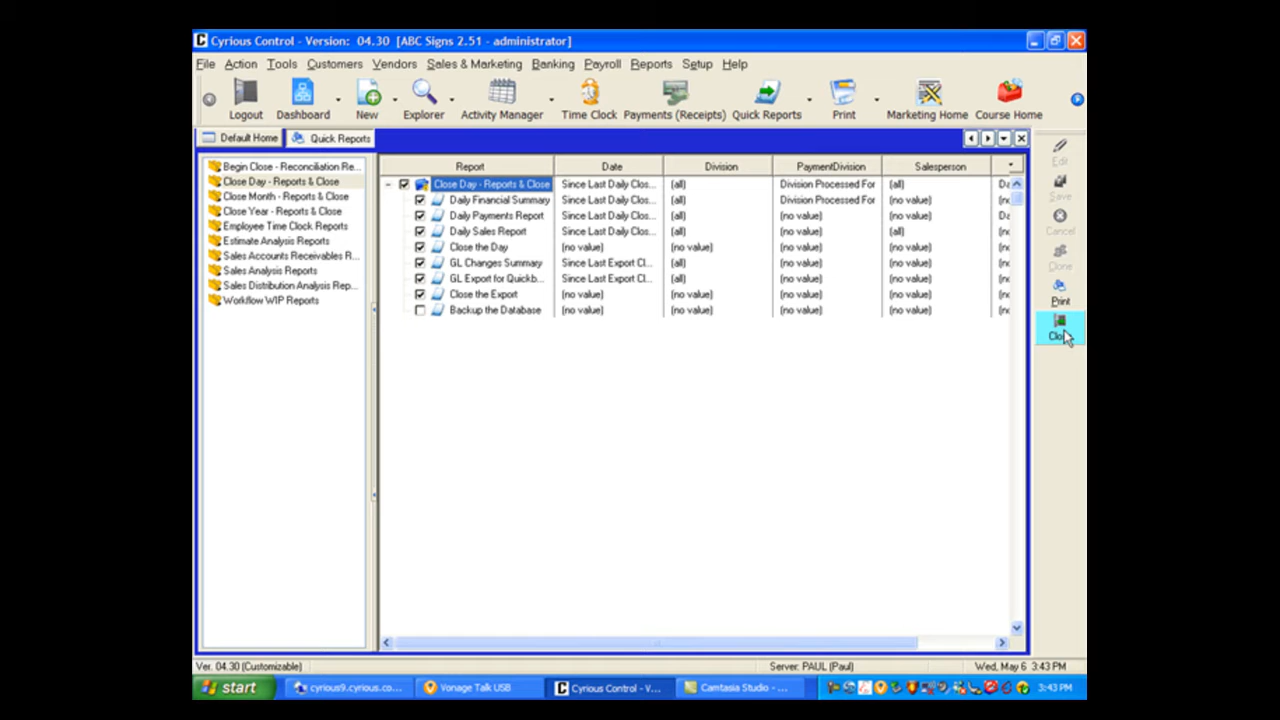 Cyrious Control - Version: 04.30 [ABC Signs 2.51 - administrator]
File Action Tools Customers Vendors Sales & Marketing Banking Payroll Reports Setup Help
Logout Dashboard New Explorer Activity Manager Time Clock Payments (Receipts) Quick Reports Print Marketing Home Course Home
Default Home Quick Reports
Begin Close - Reconciliation Re...
Close Day - Reports & Close
Close Month - Reports & Close
Close Year - Reports & Close
Employee Time Clock Reports
Estimate Analysis Reports
Sales Accounts Receivables R...
Sales Analysis Reports
Sales Distribution Analysis Rep...
Workflow WIP Reports
Report Date Division PaymentDivision Salesperson
Close Day - Reports & Close Since Last Daily Clos... (all) Division Processed For (all)
Daily Financial Summary Since Last Daily Clos... (all) Division Processed For (no value)
Daily Payments Report Since Last Daily Clos... (all) (no value) (no value)
Daily Sales Report Since Last Daily Clos... (all) (no value) (all)
Close the Day (no value) (no value) (no value) (no value)
GL Changes Summary Since Last Export Cl... (all) (no value) (no value)
GL Export for Quickb... Since Last Export Cl... (all) (no value) (no value)
Close the Export (no value) (no value) (no value) (no value)
Backup the Database (no value) (no value) (no value) (no value)
Edit
Save
Cancel
Clone
Print
Ver. 04.30 (Customizable) Server: PAUL (Paul) Wed, May 6 3:43 PM
start cyrious9.cyrious.co... Vonage Talk USB Cyrious Control - V... Camtasia Studio - ... 3:43 PM